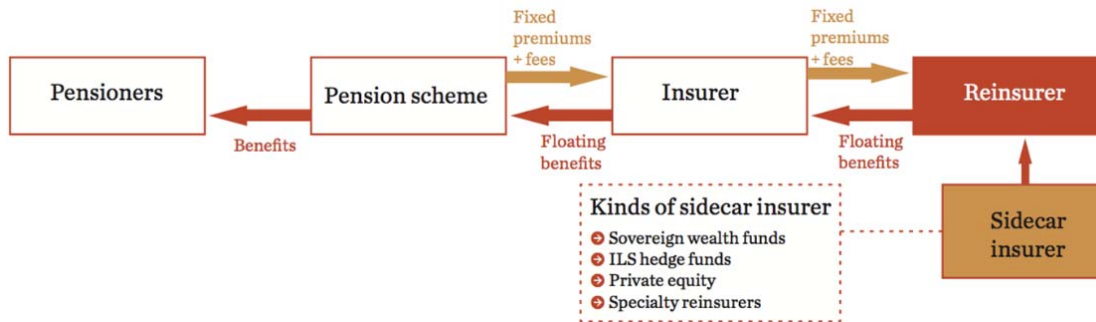 Fixed
premiums
+ fees
Fixed
premiums
+ fees
Pensioners
Pension scheme
Insurer
Reinsurer
Benefits
Floating
benefits
Floating
benefits
Kinds of sidecar insurer
Sovereign wealth funds
ILS hedge funds
Private equity
Specialty reinsurers
Sidecar
insurer